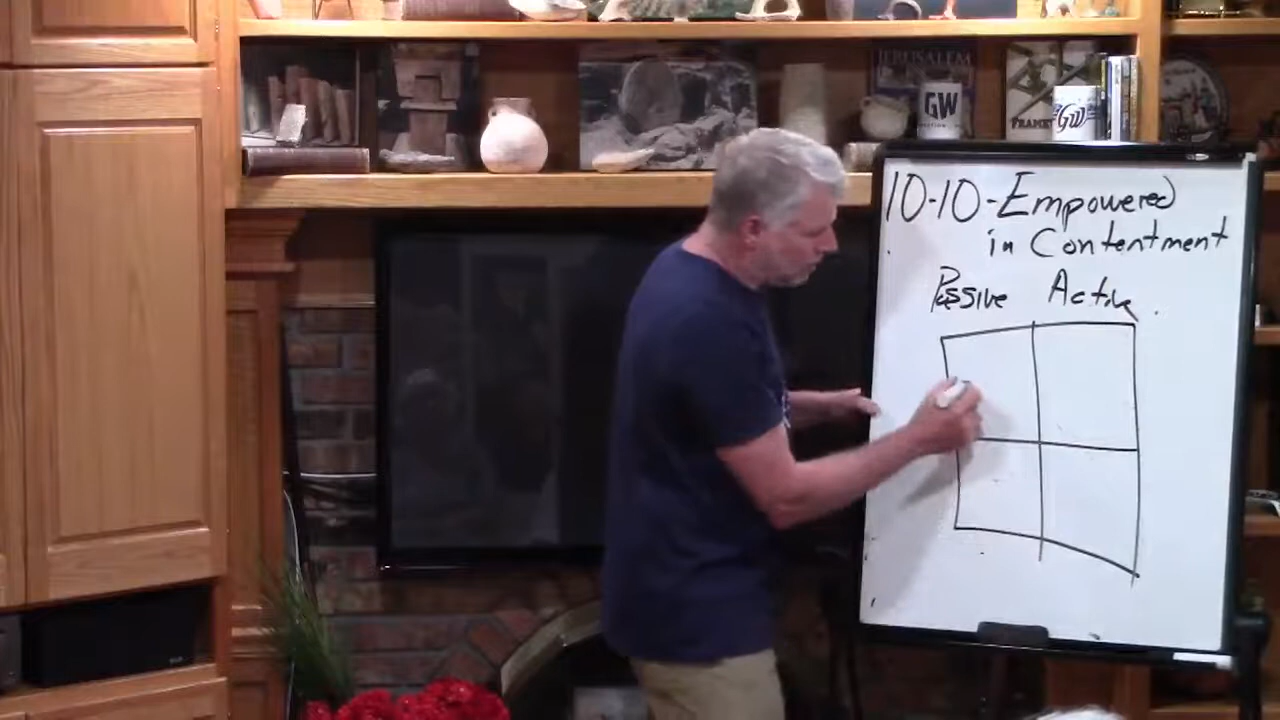 JERUSALEM
GW
GW
10-10-Empowered
in Contentment
Passive Active